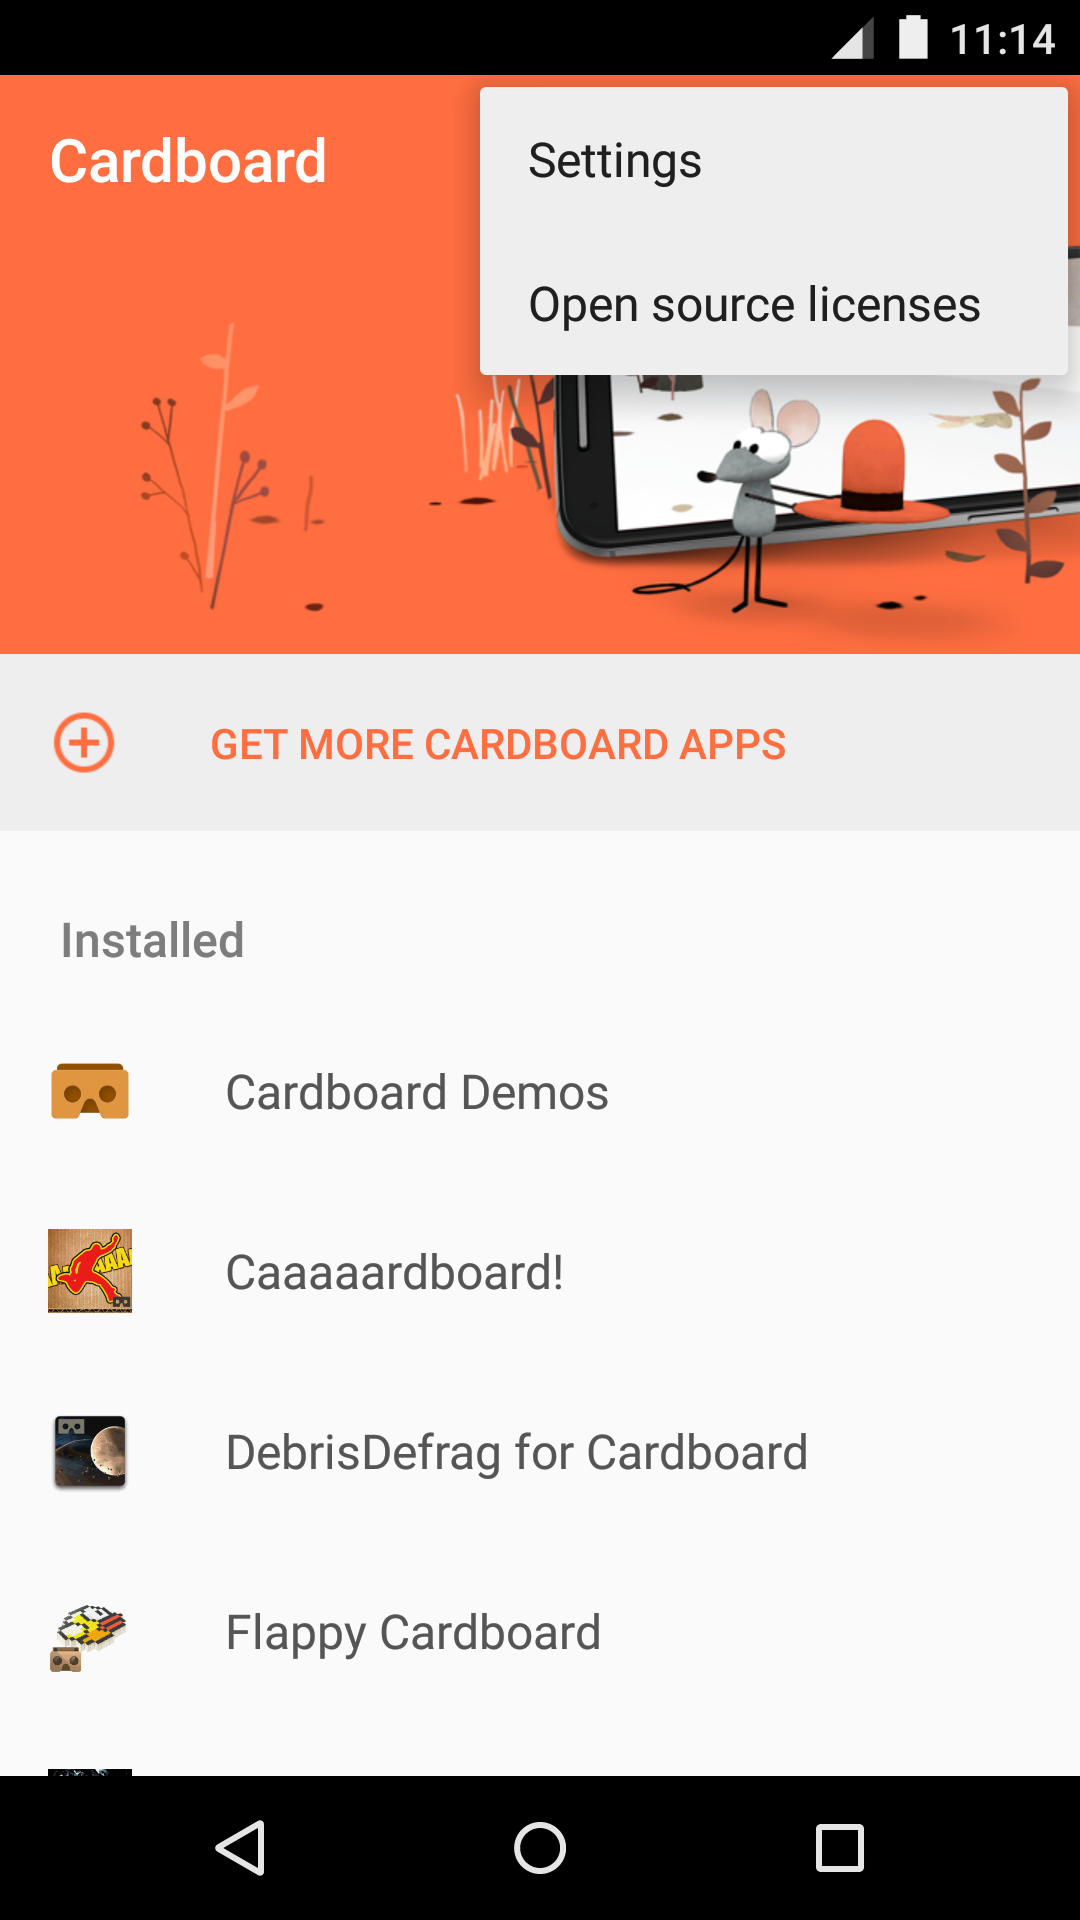 11:14
Cardboard
Settings
Open source licenses
GET MORE CARDBOARD APPS
Installed
Cardboard Demos
Caaaaardboard!
DebrisDefrag for Cardboard
Flappy Cardboard